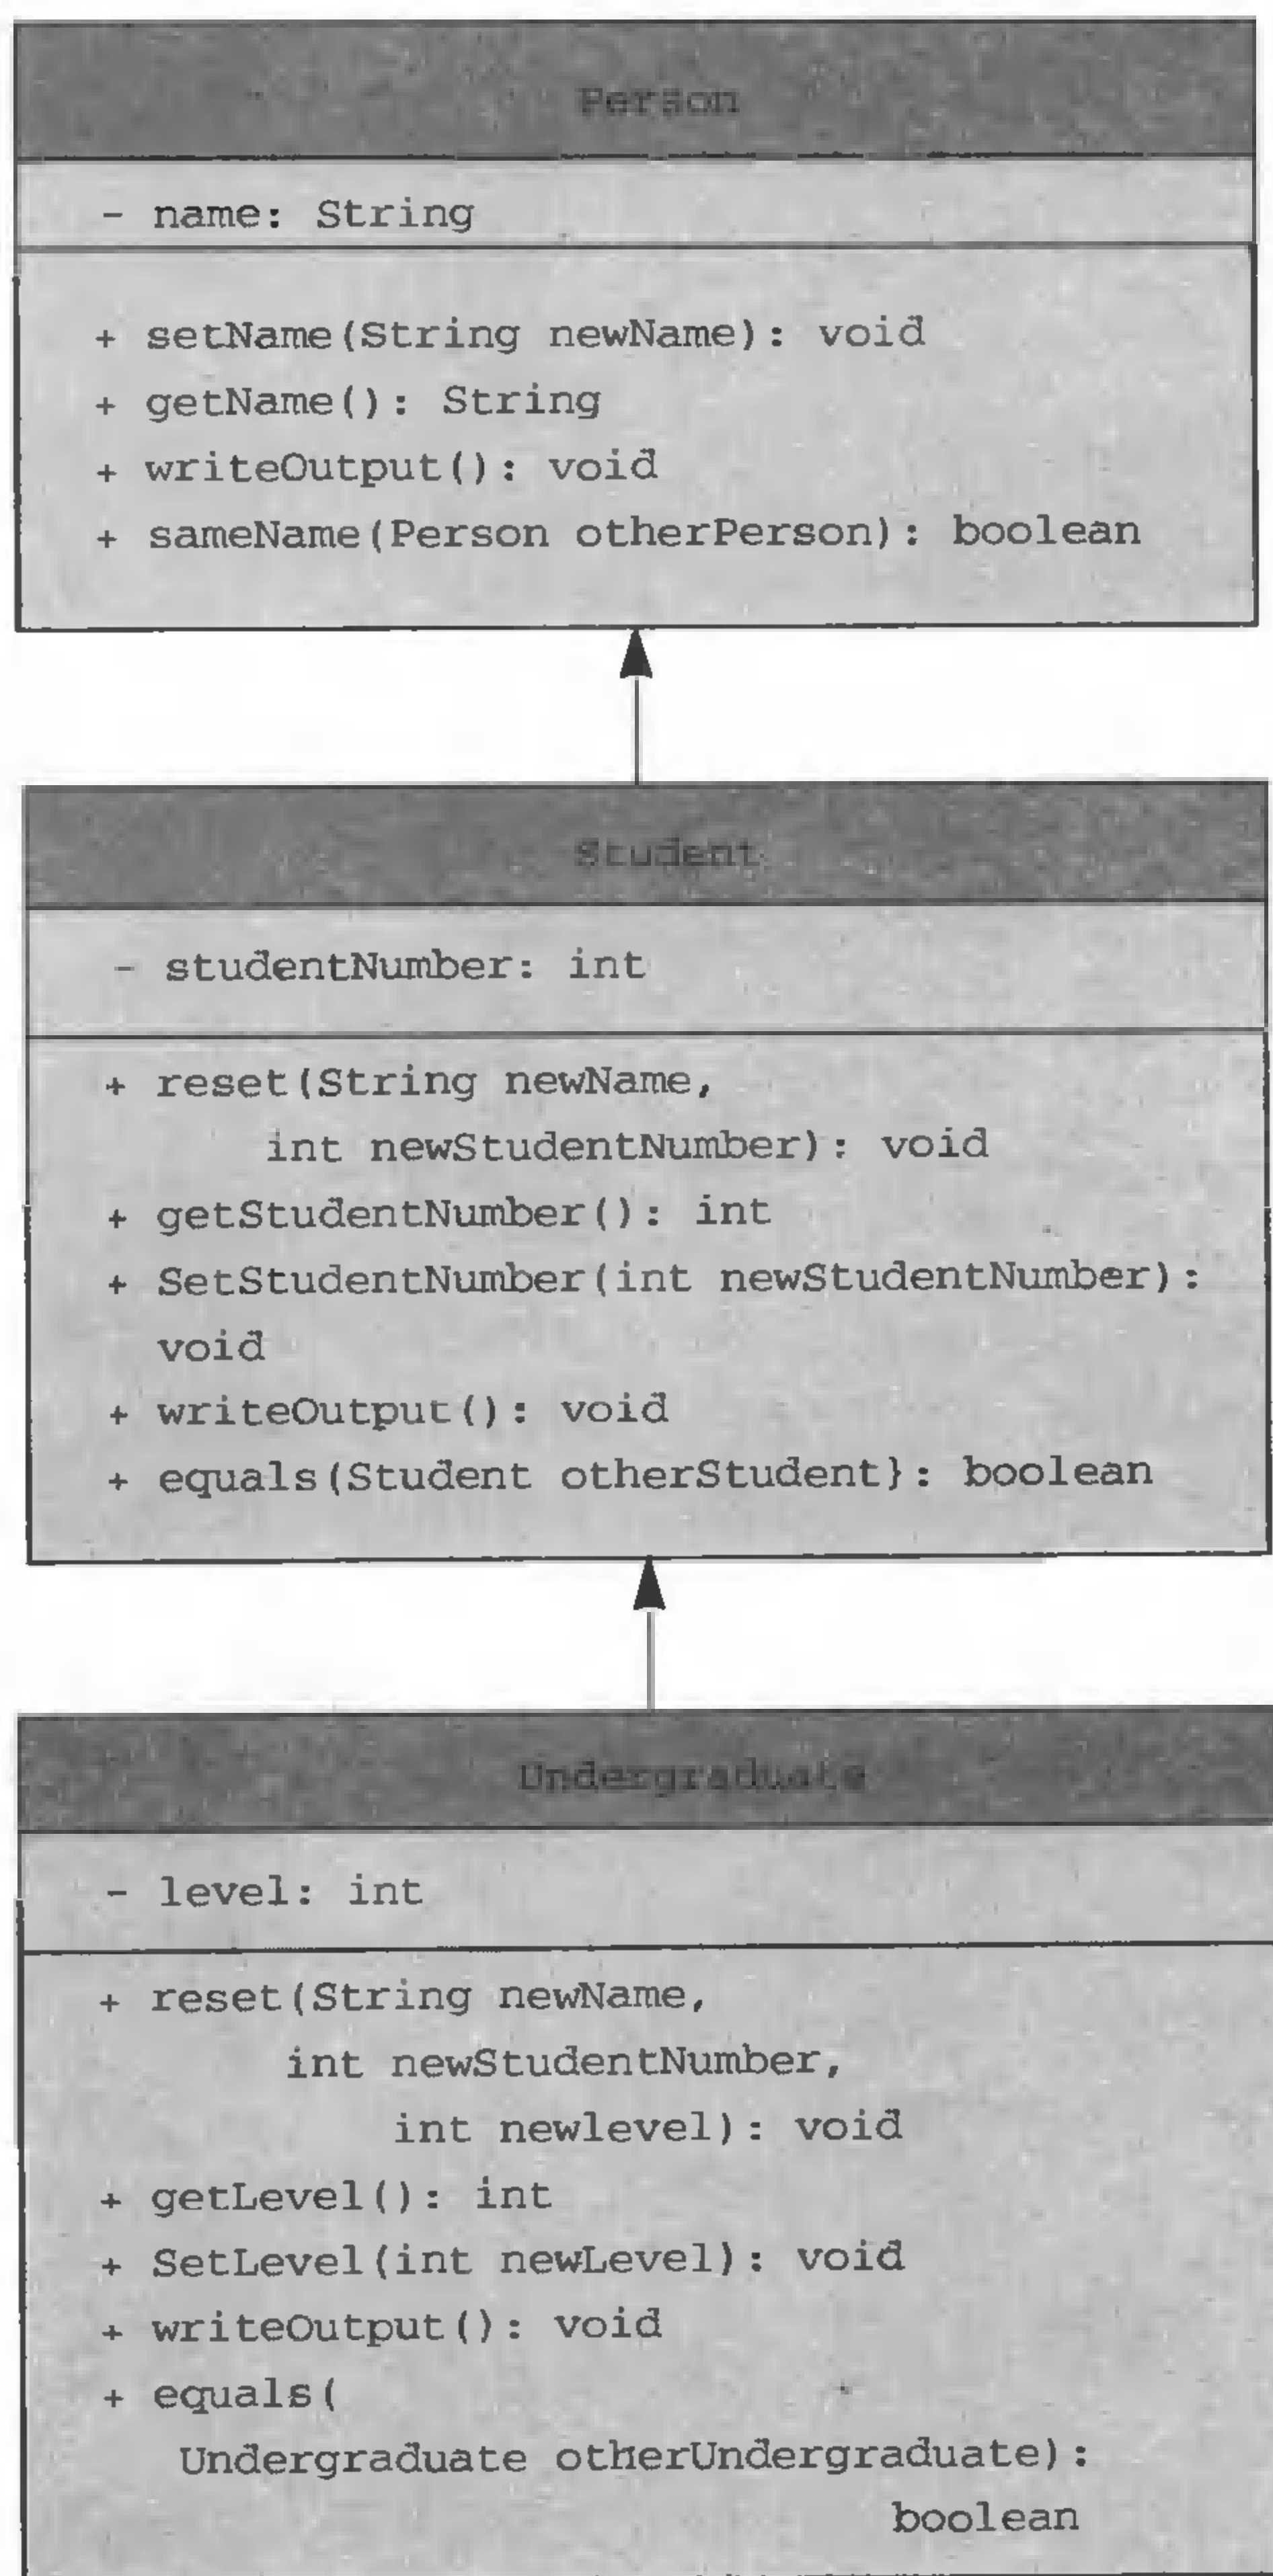 Person
- name: String
+ setName(String newName): void
+ getName(): String
+ writeOutput(): void
+ sameName(Person otherPerson): boolean
Student
- studentNumber: int
+ reset(String newName,
int newStudentNumber): void
+ getStudentNumber(): int
+ SetStudentNumber(int newStudentNumber):
void
+ writeOutput(): void
+ equals(Student otherStudent}: boolean
Undergraduate
- level: int
+ reset(String newName,
int newStudentNumber,
int newlevel): void
+ getLevel(): int
+ SetLevel(int newLevel): void
+ writeOutput(): void
+ equals(
Undergraduate otherUndergraduate):
boolean